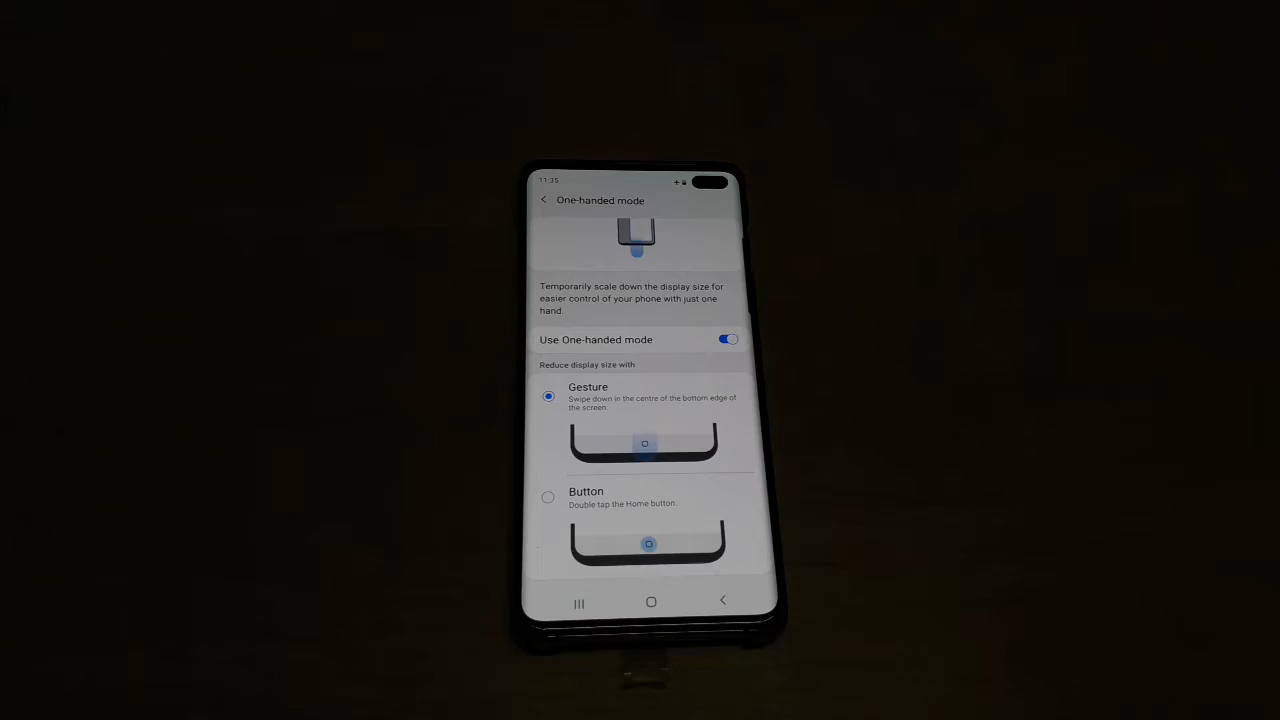 11:35
One-handed mode
Temporarily scale down the display size for
easier control of your phone with just one
hand.
Use One-handed mode
Reduce display size with
Gesture
Swipe down in the centre of the bottom edge of
the screen.
Button
Double tap the Home button.